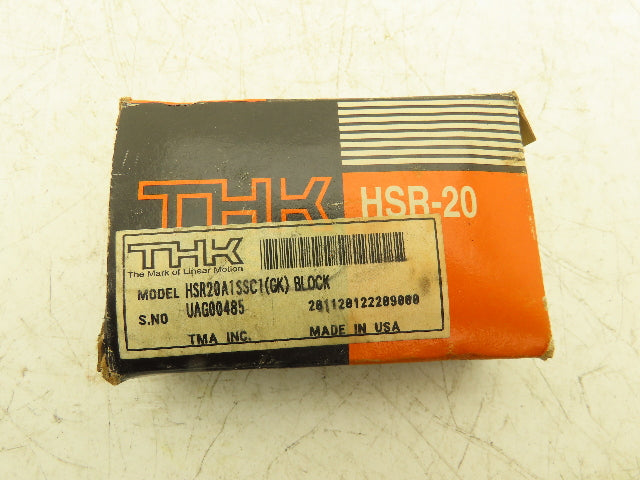 THK
HSR-20
THK
The Mark of Linear Motion
MODEL HSR20A1SSC1(GK) BLOCK
S.NO UAG00485 201120122209000
TMA INC. MADE IN USA